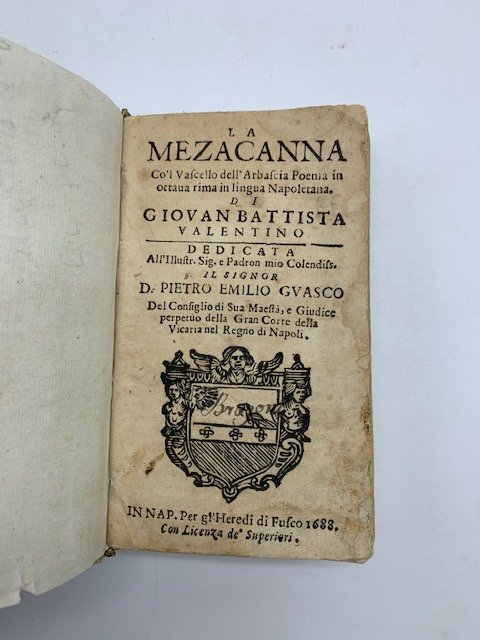 LA
MEZACANNA
Co'l Vascello dell'Arbascia Poema in
ottaua rima in lingua Napoletana.
DI
GIOVAN BATTISTA
VALENTINO
DEDICATA
All'Illustr. Sig. e Padron mio Colendiss.
IL SIGNOR
D. PIETRO EMILIO GVASCO
Del Consiglio di Sua Maestà, e Giudice
perpetuo della Gran Corte della
Vicaria nel Regno di Napoli.
IN NAP. Per gl'Heredi di Fusco 1688.
Con Licenza de' Superiori.